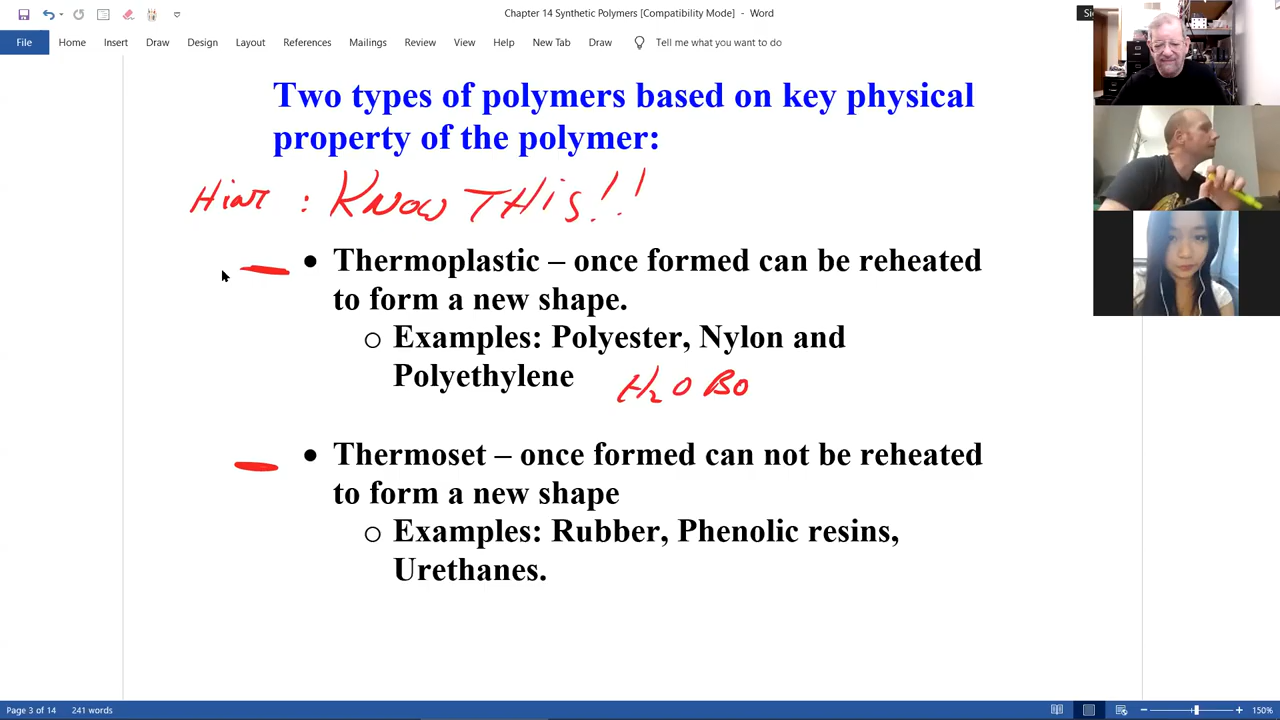 Chapter 14 Synthetic Polymers [Compatibility Mode] - Word
File Home Insert Draw Design Layout References Mailings Review View Help New Tab Draw Tell me what you want to do
Two types of polymers based on key physical
property of the polymer:
Hint : KNOW THIS!!
• Thermoplastic – once formed can be reheated
to form a new shape.
o Examples: Polyester, Nylon and
Polyethylene H2O BO
• Thermoset – once formed can not be reheated
to form a new shape
o Examples: Rubber, Phenolic resins,
Urethanes.
Page 3 of 14 241 words 150%